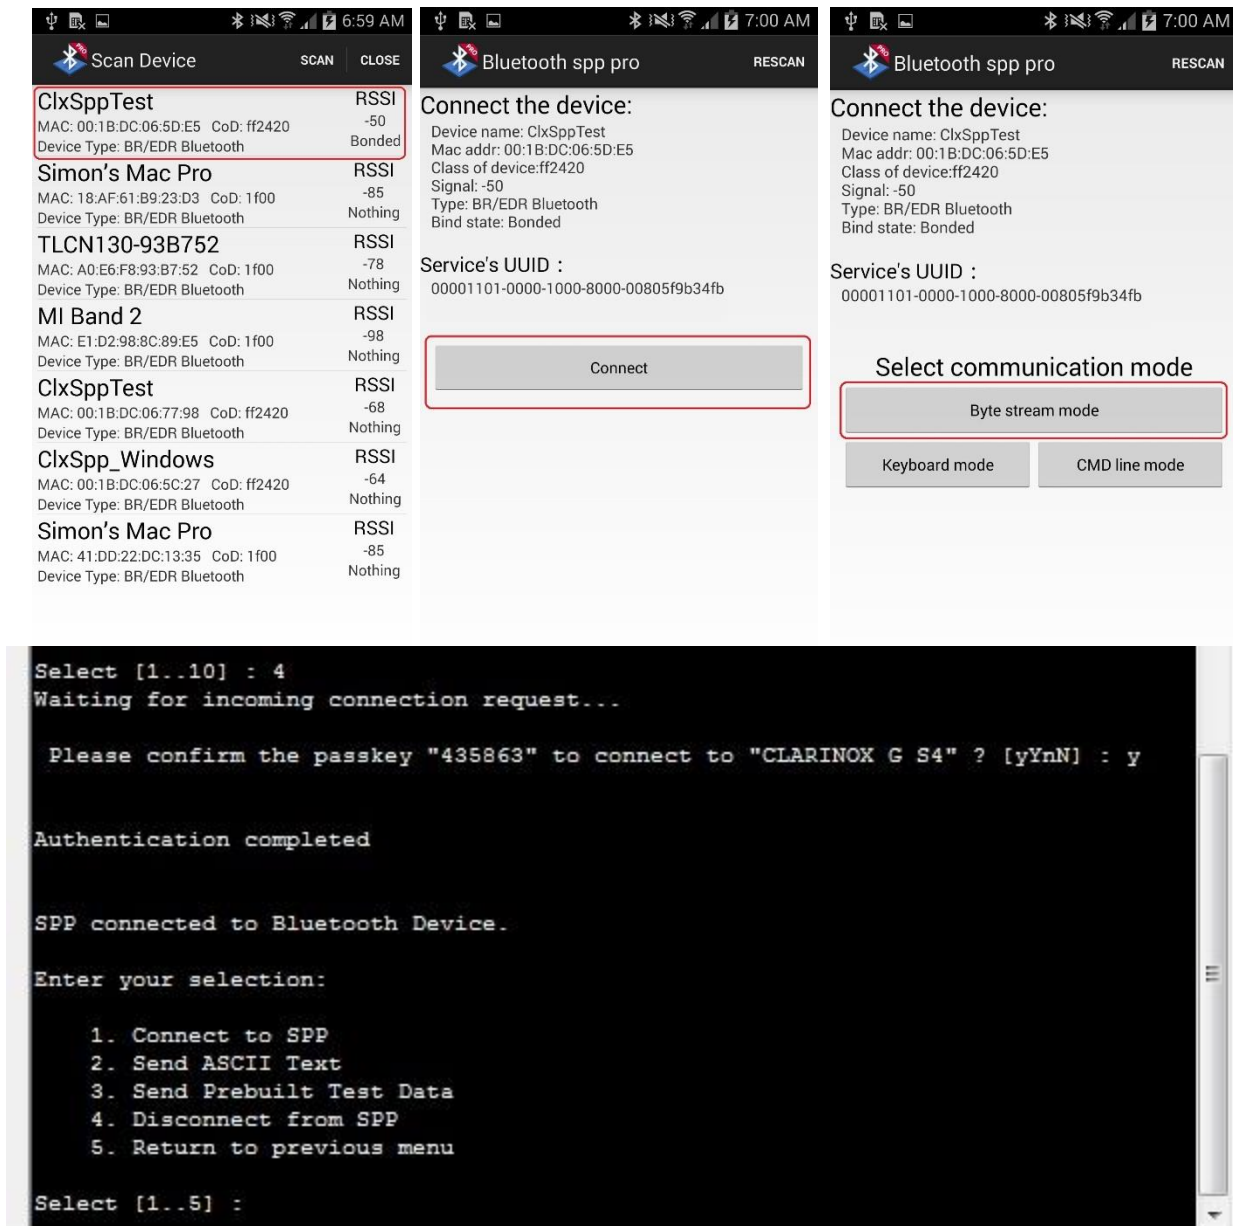 6:59 AM
Scan Device SCAN CLOSE
ClxSppTest RSSI
MAC: 00:1B:DC:06:5D:E5 CoD: ff2420 -50
Device Type: BR/EDR Bluetooth Bonded
Simon's Mac Pro RSSI
MAC: 18:AF:61:B9:23:D3 CoD: 1f00 -85
Device Type: BR/EDR Bluetooth Nothing
TLCN130-93B752 RSSI
MAC: A0:E6:F8:93:B7:52 CoD: 1f00 -78
Device Type: BR/EDR Bluetooth Nothing
MI Band 2 RSSI
MAC: E1:D2:98:8C:89:E5 CoD: 1f00 -98
Device Type: BR/EDR Bluetooth Nothing
ClxSppTest RSSI
MAC: 00:1B:DC:06:77:98 CoD: ff2420 -68
Device Type: BR/EDR Bluetooth Nothing
ClxSpp_Windows RSSI
MAC: 00:1B:DC:06:5C:27 CoD: ff2420 -64
Device Type: BR/EDR Bluetooth Nothing
Simon's Mac Pro RSSI
MAC: 41:DD:22:DC:13:35 CoD: 1f00 -85
Device Type: BR/EDR Bluetooth Nothing
7:00 AM
Bluetooth spp pro RESCAN
Connect the device:
Device name: ClxSppTest
Mac addr: 00:1B:DC:06:5D:E5
Class of device:ff2420
Signal: -50
Type: BR/EDR Bluetooth
Bind state: Bonded
Service's UUID：
00001101-0000-1000-8000-00805f9b34fb
Connect
7:00 AM
Bluetooth spp pro RESCAN
Connect the device:
Device name: ClxSppTest
Mac addr: 00:1B:DC:06:5D:E5
Class of device:ff2420
Signal: -50
Type: BR/EDR Bluetooth
Bind state: Bonded
Service's UUID：
00001101-0000-1000-8000-00805f9b34fb
Select communication mode
Byte stream mode
Keyboard mode CMD line mode
Select [1..10] : 4
Waiting for incoming connection request...
Please confirm the passkey "435863" to connect to "CLARINOX G S4" ? [yYnN] : y
Authentication completed
SPP connected to Bluetooth Device.
Enter your selection:
1. Connect to SPP
2. Send ASCII Text
3. Send Prebuilt Test Data
4. Disconnect from SPP
5. Return to previous menu
Select [1..5] :